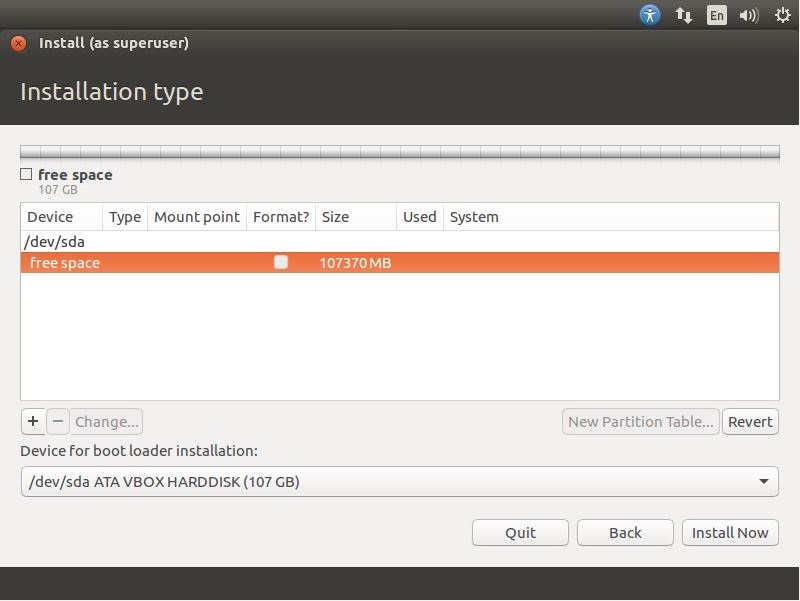 En
Install (as superuser)
Installation type
free space
107 GB
Device Type Mount point Format? Size Used System
/dev/sda
free space 107370 MB
+ − Change... New Partition Table... Revert
Device for boot loader installation:
/dev/sda ATA VBOX HARDDISK (107 GB)
Quit Back Install Now